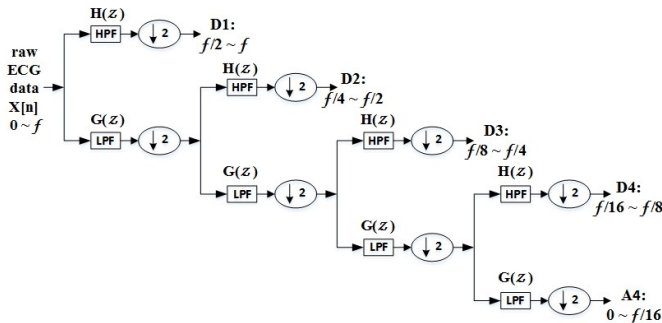 raw
ECG
data
X[n]
0 ~ f
H(z)
HPF
↓ 2
D1:
f/2 ~ f
G(z)
LPF
↓ 2
H(z)
HPF
↓ 2
D2:
f/4 ~ f/2
G(z)
LPF
↓ 2
H(z)
HPF
↓ 2
D3:
f/8 ~ f/4
G(z)
LPF
↓ 2
H(z)
HPF
↓ 2
D4:
f/16 ~ f/8
G(z)
LPF
↓ 2
A4:
0 ~ f/16